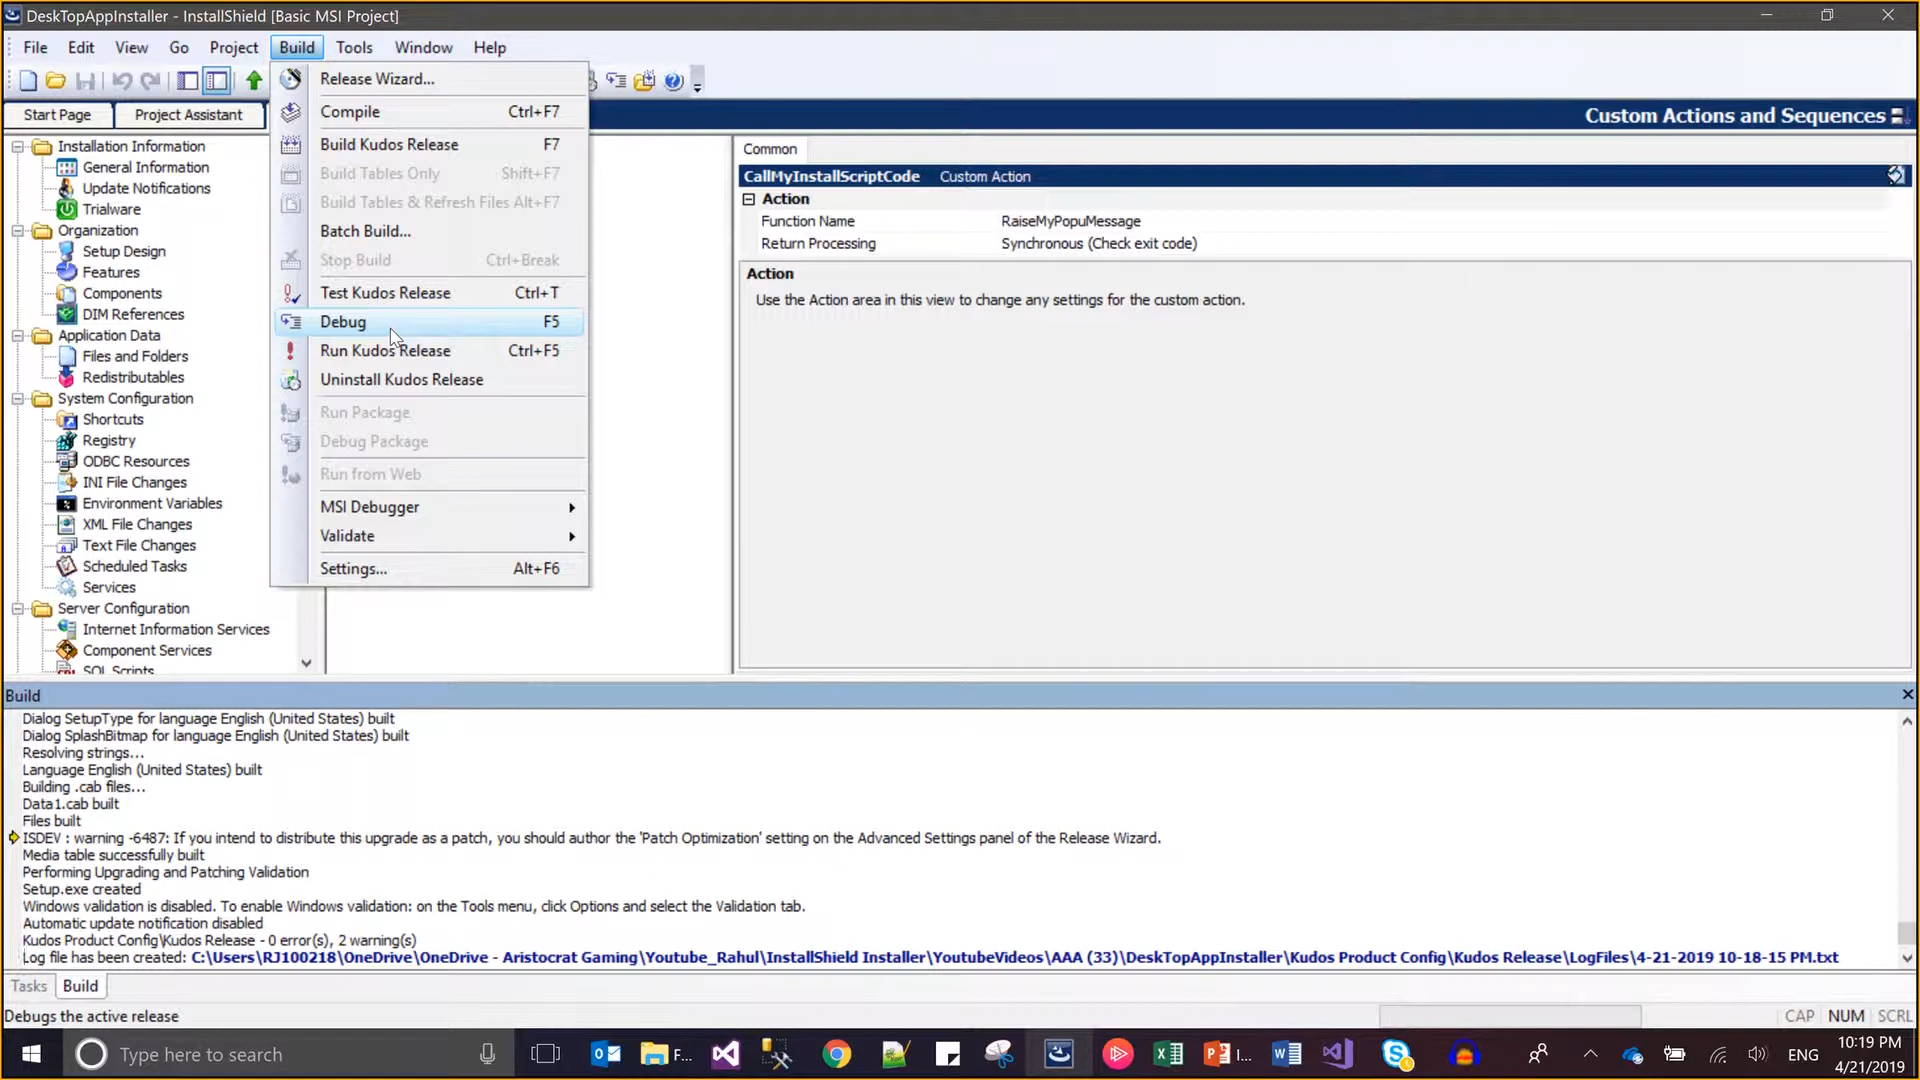 DeskTopAppInstaller - InstallShield [Basic MSI Project]
File Edit View Go Project Build Tools Window Help
Start Page Project Assistant
Custom Actions and Sequences
Installation Information
General Information
Update Notifications
Trialware
Organization
Setup Design
Features
Components
DIM References
Application Data
Files and Folders
Redistributables
System Configuration
Shortcuts
Registry
ODBC Resources
INI File Changes
Environment Variables
XML File Changes
Text File Changes
Scheduled Tasks
Services
Server Configuration
Internet Information Services
Component Services
SQL Scripts
Release Wizard...
Compile Ctrl+F7
Build Kudos Release F7
Build Tables Only Shift+F7
Build Tables & Refresh Files Alt+F7
Batch Build...
Stop Build Ctrl+Break
Test Kudos Release Ctrl+T
Debug F5
Run Kudos Release Ctrl+F5
Uninstall Kudos Release
Run Package
Debug Package
Run from Web
MSI Debugger
Validate
Settings... Alt+F6
Common
CallMyInstallScriptCode Custom Action
Action
Function Name RaiseMyPopuMessage
Return Processing Synchronous (Check exit code)
Action
Use the Action area in this view to change any settings for the custom action.
Build
Dialog SetupType for language English (United States) built
Dialog SplashBitmap for language English (United States) built
Resolving strings...
Language English (United States) built
Building .cab files...
Data1.cab built
Files built
ISDEV : warning -6487: If you intend to distribute this upgrade as a patch, you should author the 'Patch Optimization' setting on the Advanced Settings panel of the Release Wizard.
Media table successfully built
Performing Upgrading and Patching Validation
Setup.exe created
Windows validation is disabled. To enable Windows validation: on the Tools menu, click Options and select the Validation tab.
Automatic update notification disabled
Kudos Product Config\Kudos Release - 0 error(s), 2 warning(s)
Log file has been created: C:\Users\RJ100218\OneDrive\OneDrive - Aristocrat Gaming\Youtube_Rahul\InstallShield Installer\YoutubeVideos\AAA (33)\DeskTopAppInstaller\Kudos Product Config\Kudos Release\LogFiles\4-21-2019 10-18-15 PM.txt
Tasks Build
Debugs the active release
CAP NUM SCRL
Type here to search
F...
I...
ENG
10:19 PM
4/21/2019